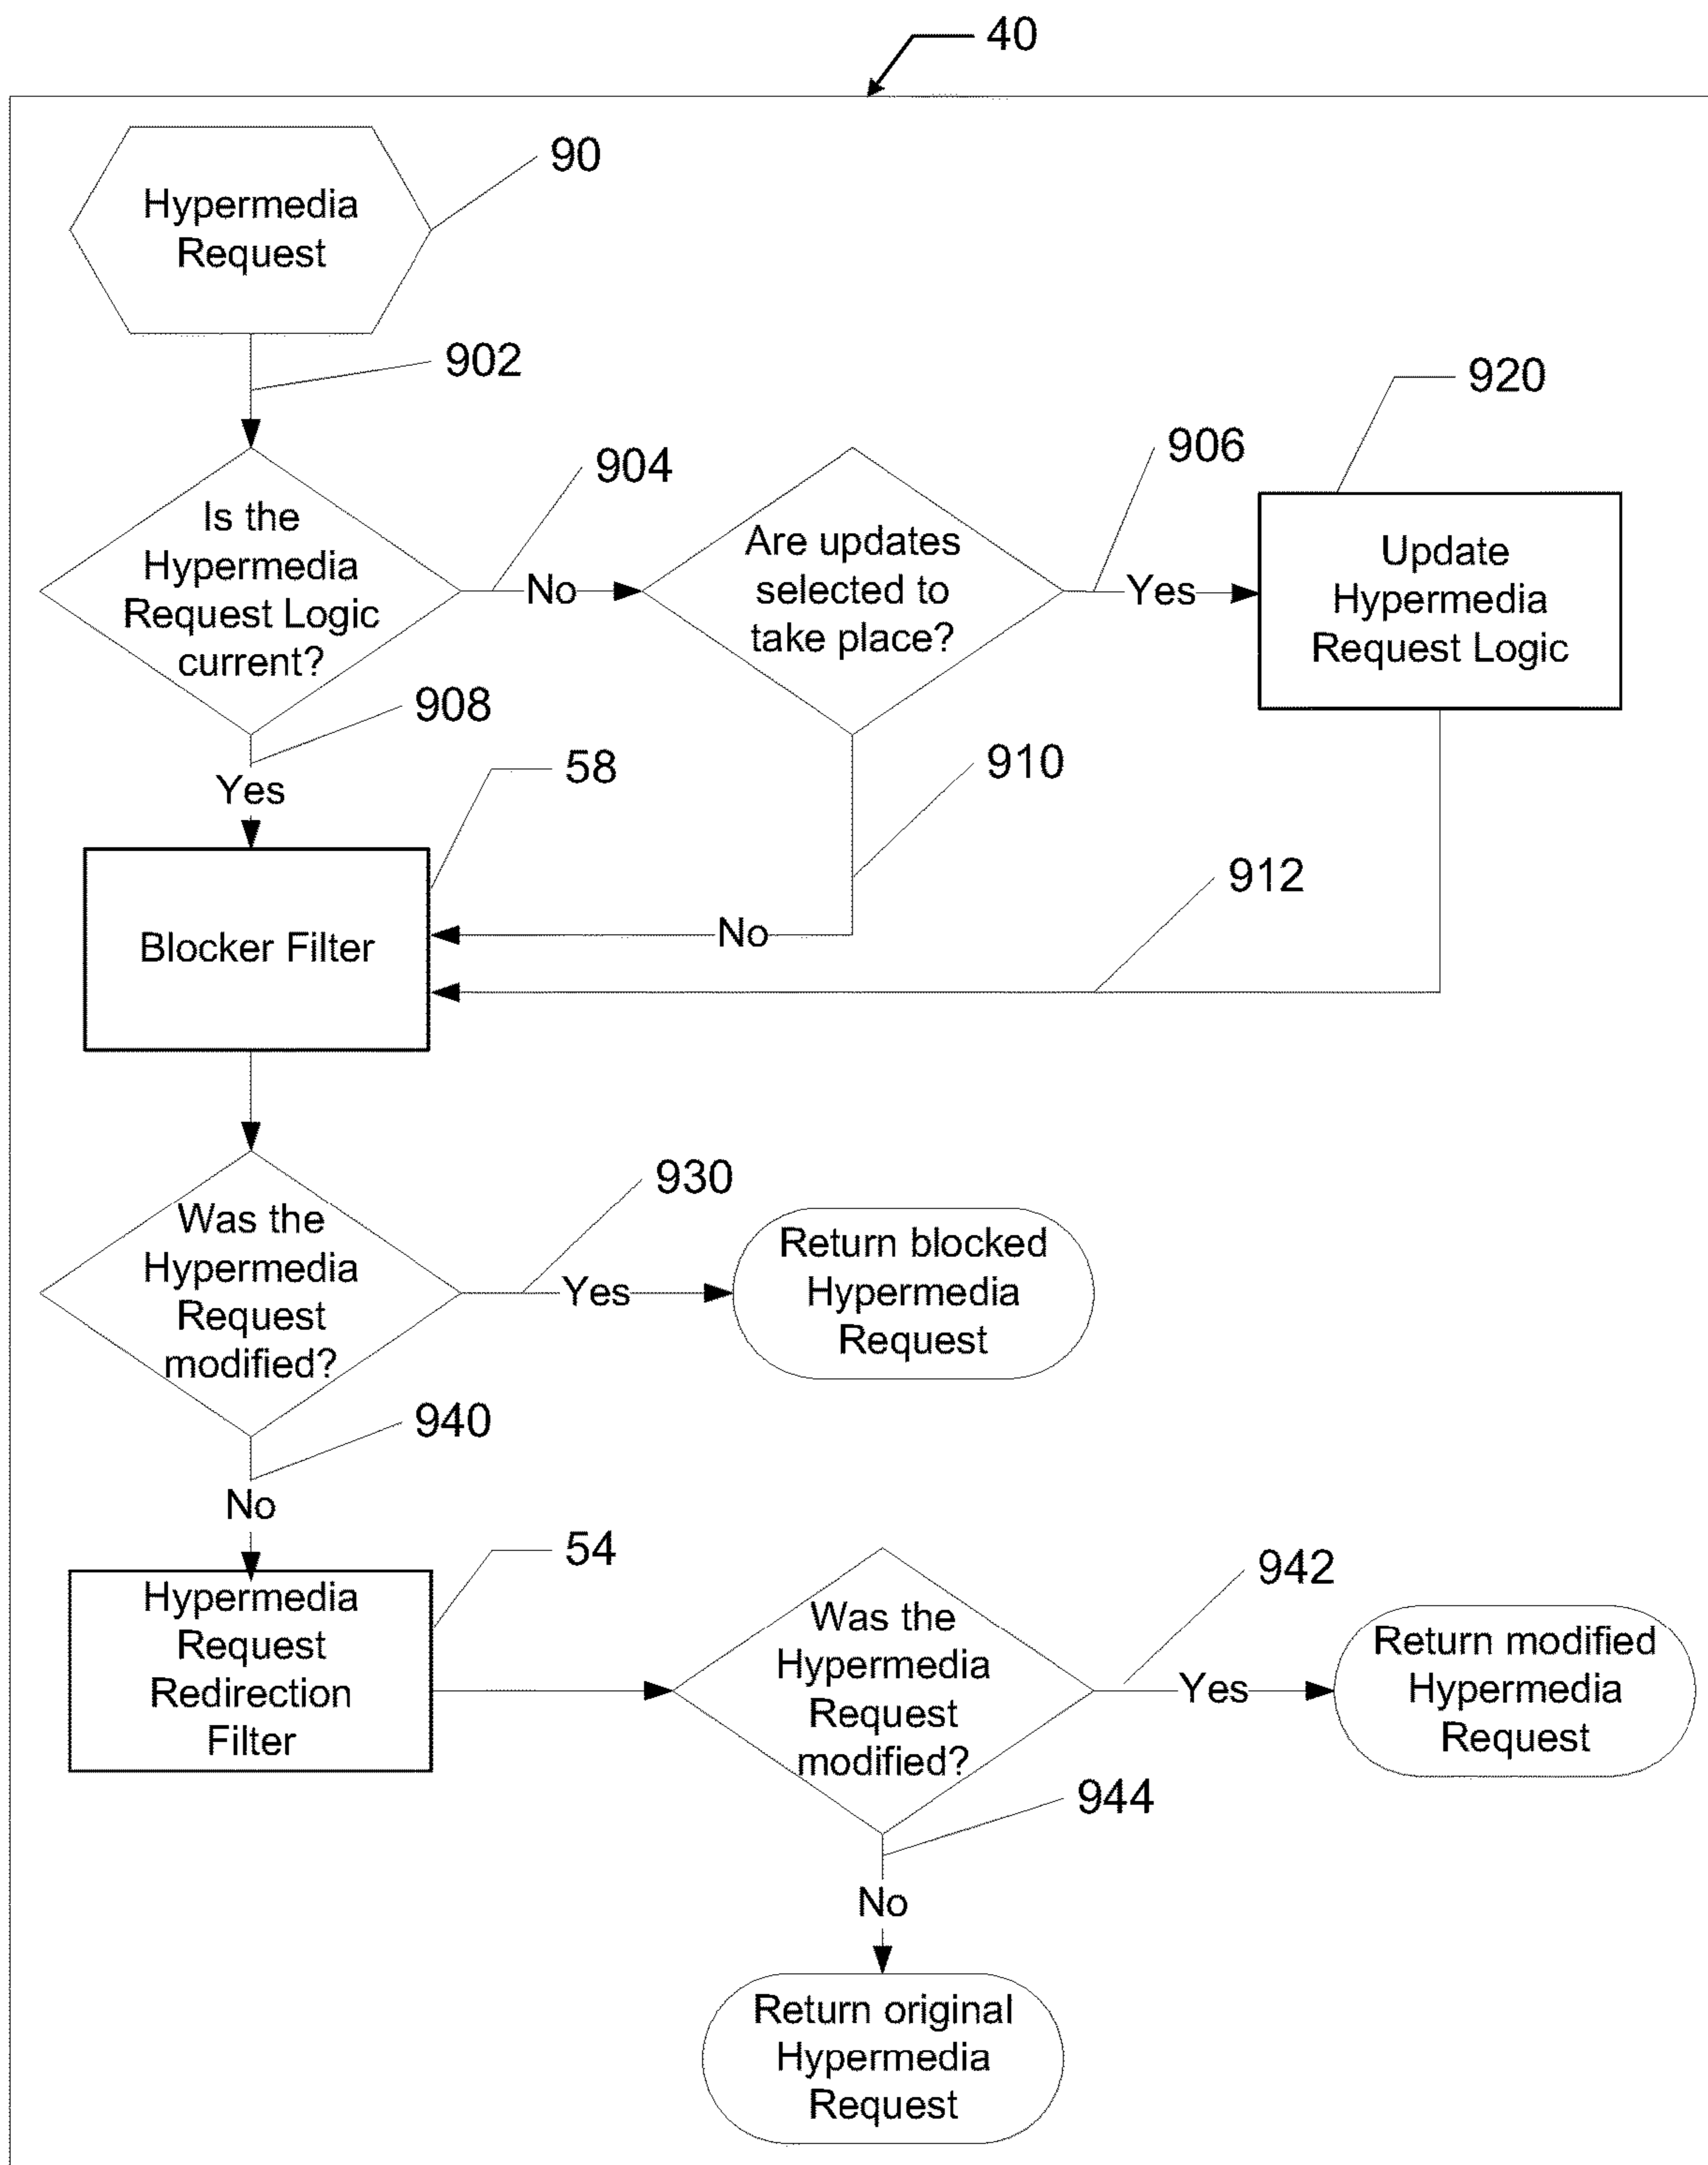 40
90
Hypermedia
Request
902
904
906
920
Is the
Hypermedia
Request Logic
current?
No
Are updates
selected to
take place?
Yes
Update
Hypermedia
Request Logic
908
Yes
58
910
912
Blocker Filter
No
930
Was the
Hypermedia
Request
modified?
Yes
Return blocked
Hypermedia
Request
940
No
54
942
Hypermedia
Request
Redirection
Filter
Was the
Hypermedia
Request
modified?
Yes
Return modified
Hypermedia
Request
944
No
Return original
Hypermedia
Request